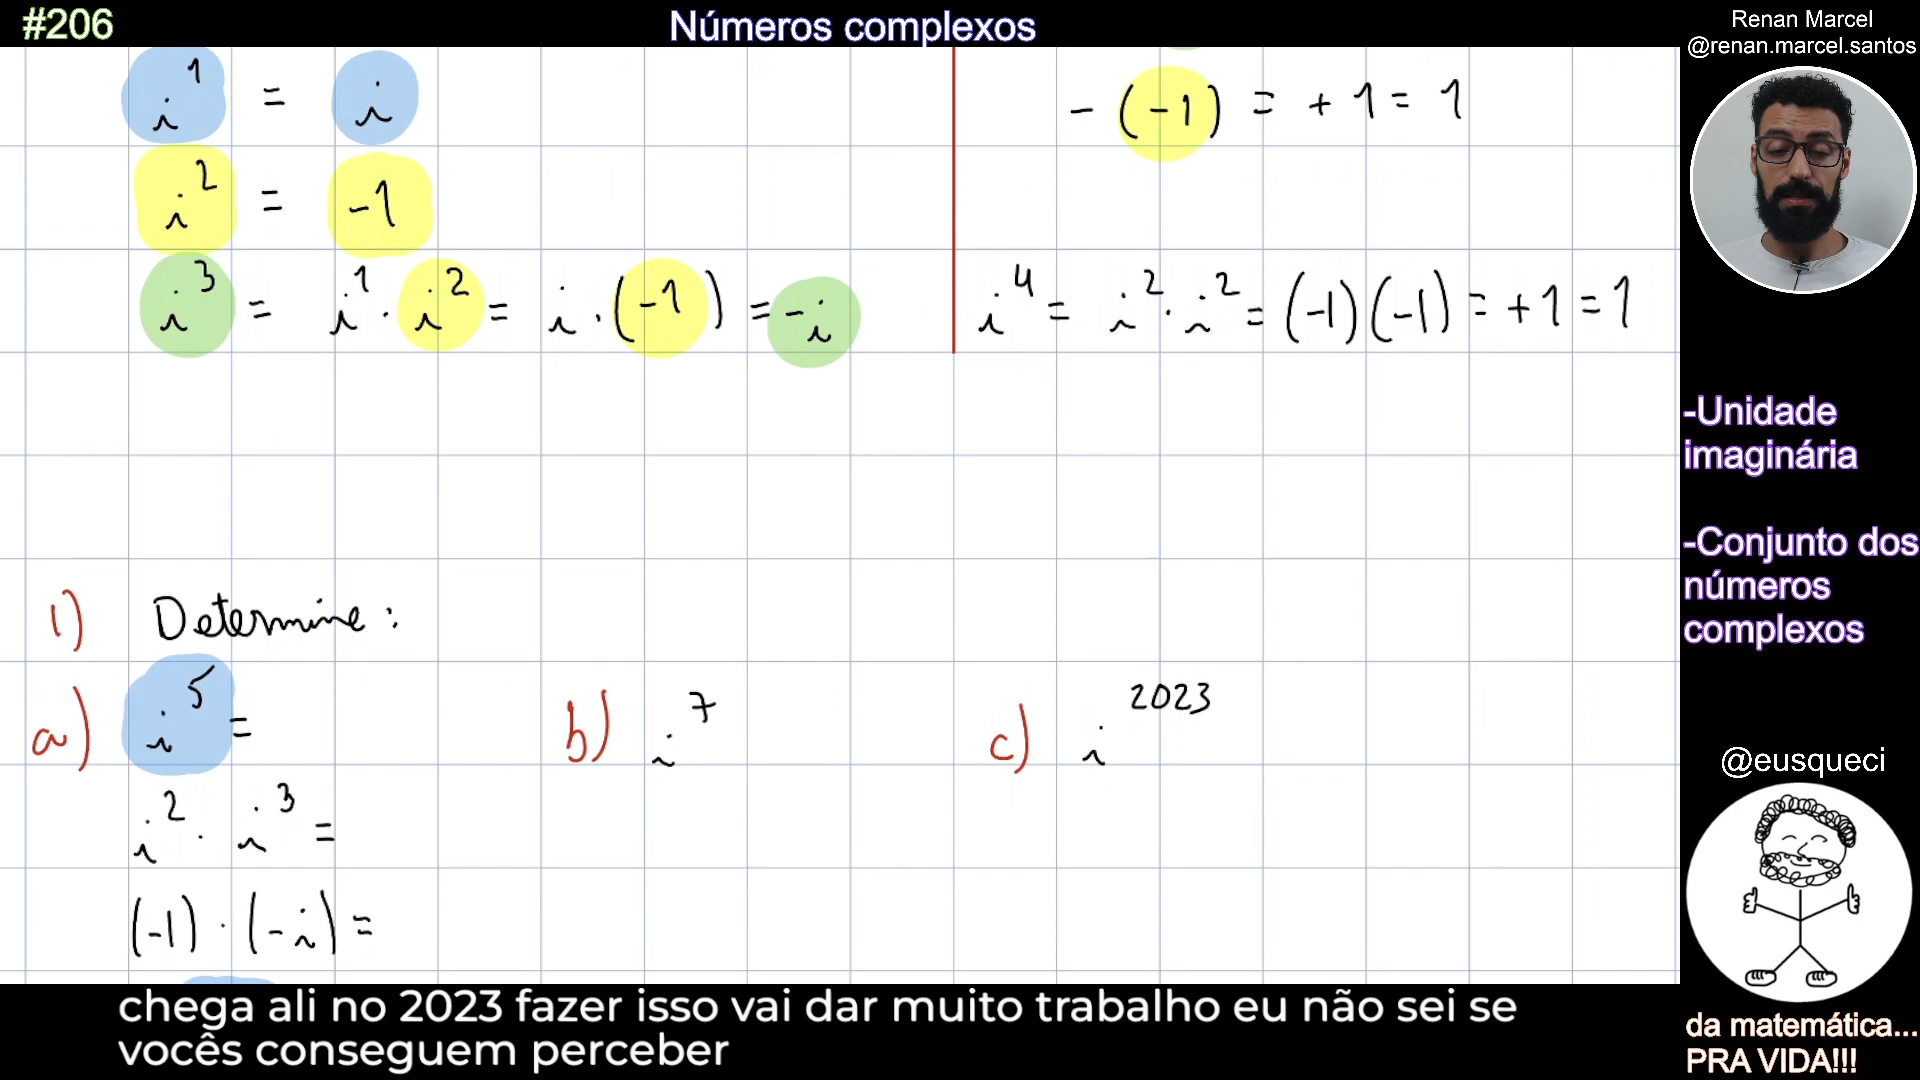 #206
Números complexos
Renan Marcel
@renan.marcel.santos
i¹ = i
- (-1) = +1 = 1
i² = -1
i³ = i¹ · i² = i · (-1) = -i
i⁴ = i² · i² = (-1)(-1) = +1 = 1
-Unidade
imaginária
-Conjunto dos
números
complexos
1) Determine:
a) i⁵ =
b) i⁷
c) i²⁰²³
i² · i³ =
(-1) · (-i) =
@eusqueci
da matemática...
PRA VIDA!!!
chega ali no 2023 fazer isso vai dar muito trabalho eu não sei se
vocês conseguem perceber